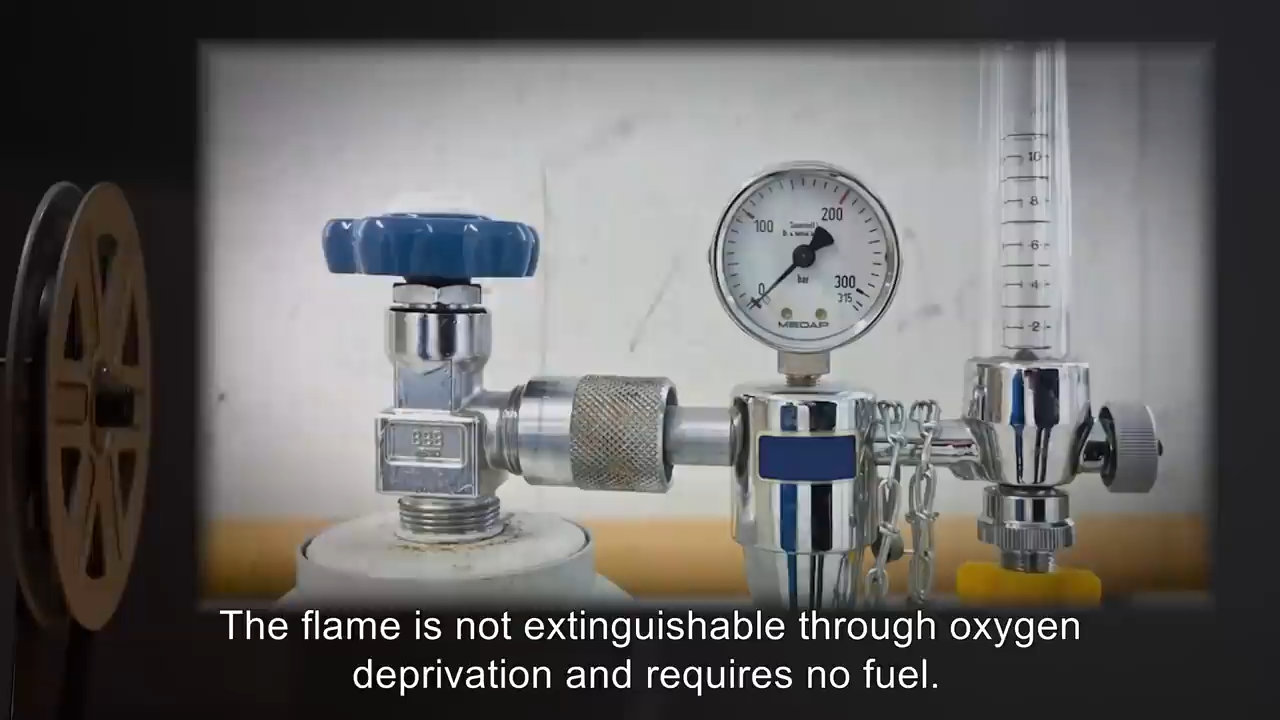 100
200
bar
0
300
315
MEDAP
10
8
6
4
2
The flame is not extinguishable through oxygen
deprivation and requires no fuel.